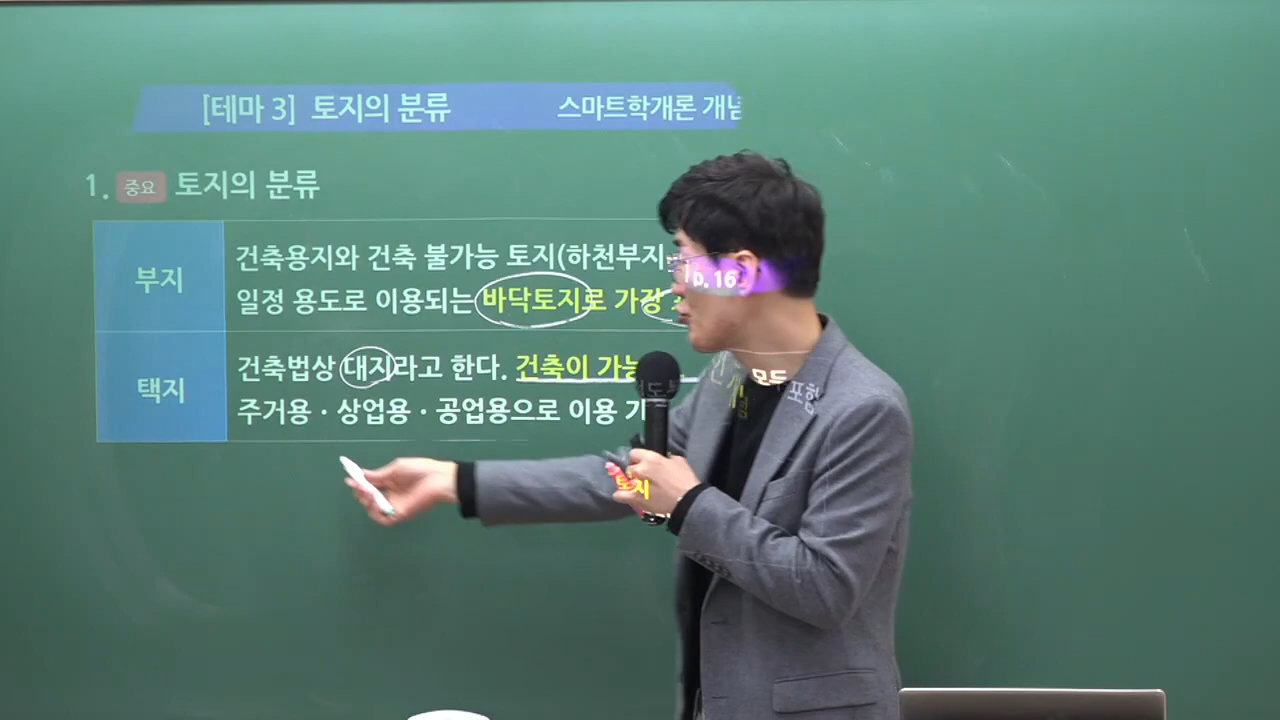 [테마 3] 토지의 분류 스마트학개론 개념
p. 16
1. 중요 토지의 분류
부지
건축용지와 건축 불가능 토지(하천부지
일정 용도로 이용되는 바닥토지로 가장
택지
건축법상 대지라고 한다. 건축이 가능 모두 포함
주거용 · 상업용 · 공업용으로 이용
토지